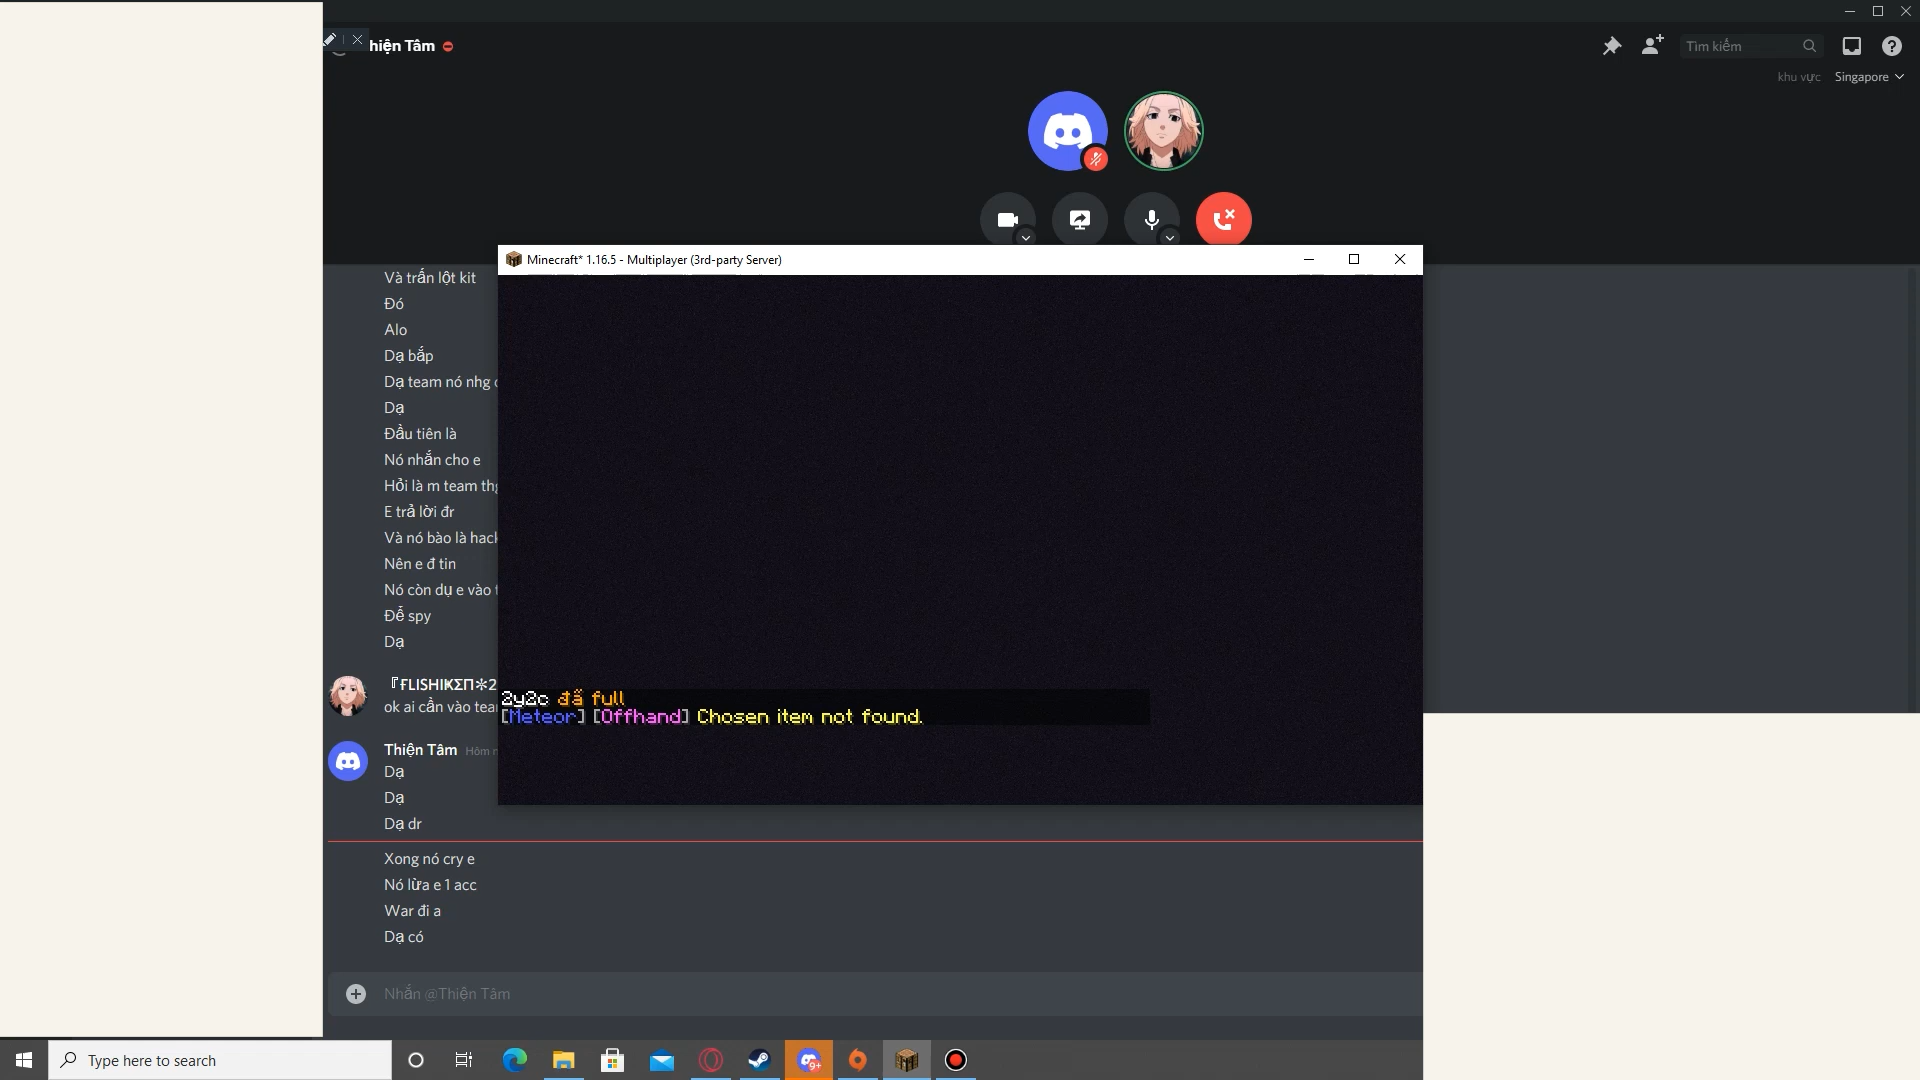 hiện Tâm
Tìm kiếm
khu vực Singapore
Minecraft* 1.16.5 - Multiplayer (3rd-party Server)
Và trấn lột kit
Đó
Alo
Dạ bắp
Dạ team nó nhg
Dạ
Đầu tiên là
Nó nhắn cho e
Hỏi là m team
E trả lời đr
Và nó bào là hack
Nên e đ tin
Nó còn dụ e vào
Để spy
Dạ
『₣LISHIҜΣΠ✲2
ok ai cần vào
2y2c đã full
[Meteor] [Offhand] Chosen item not found.
Thiện Tâm Hôm
Dạ
Dạ
Dạ dr
Xong nó cry e
Nó lừa e 1 acc
War đi a
Dạ có
Nhắn @Thiện Tâm
Type here to search
9+